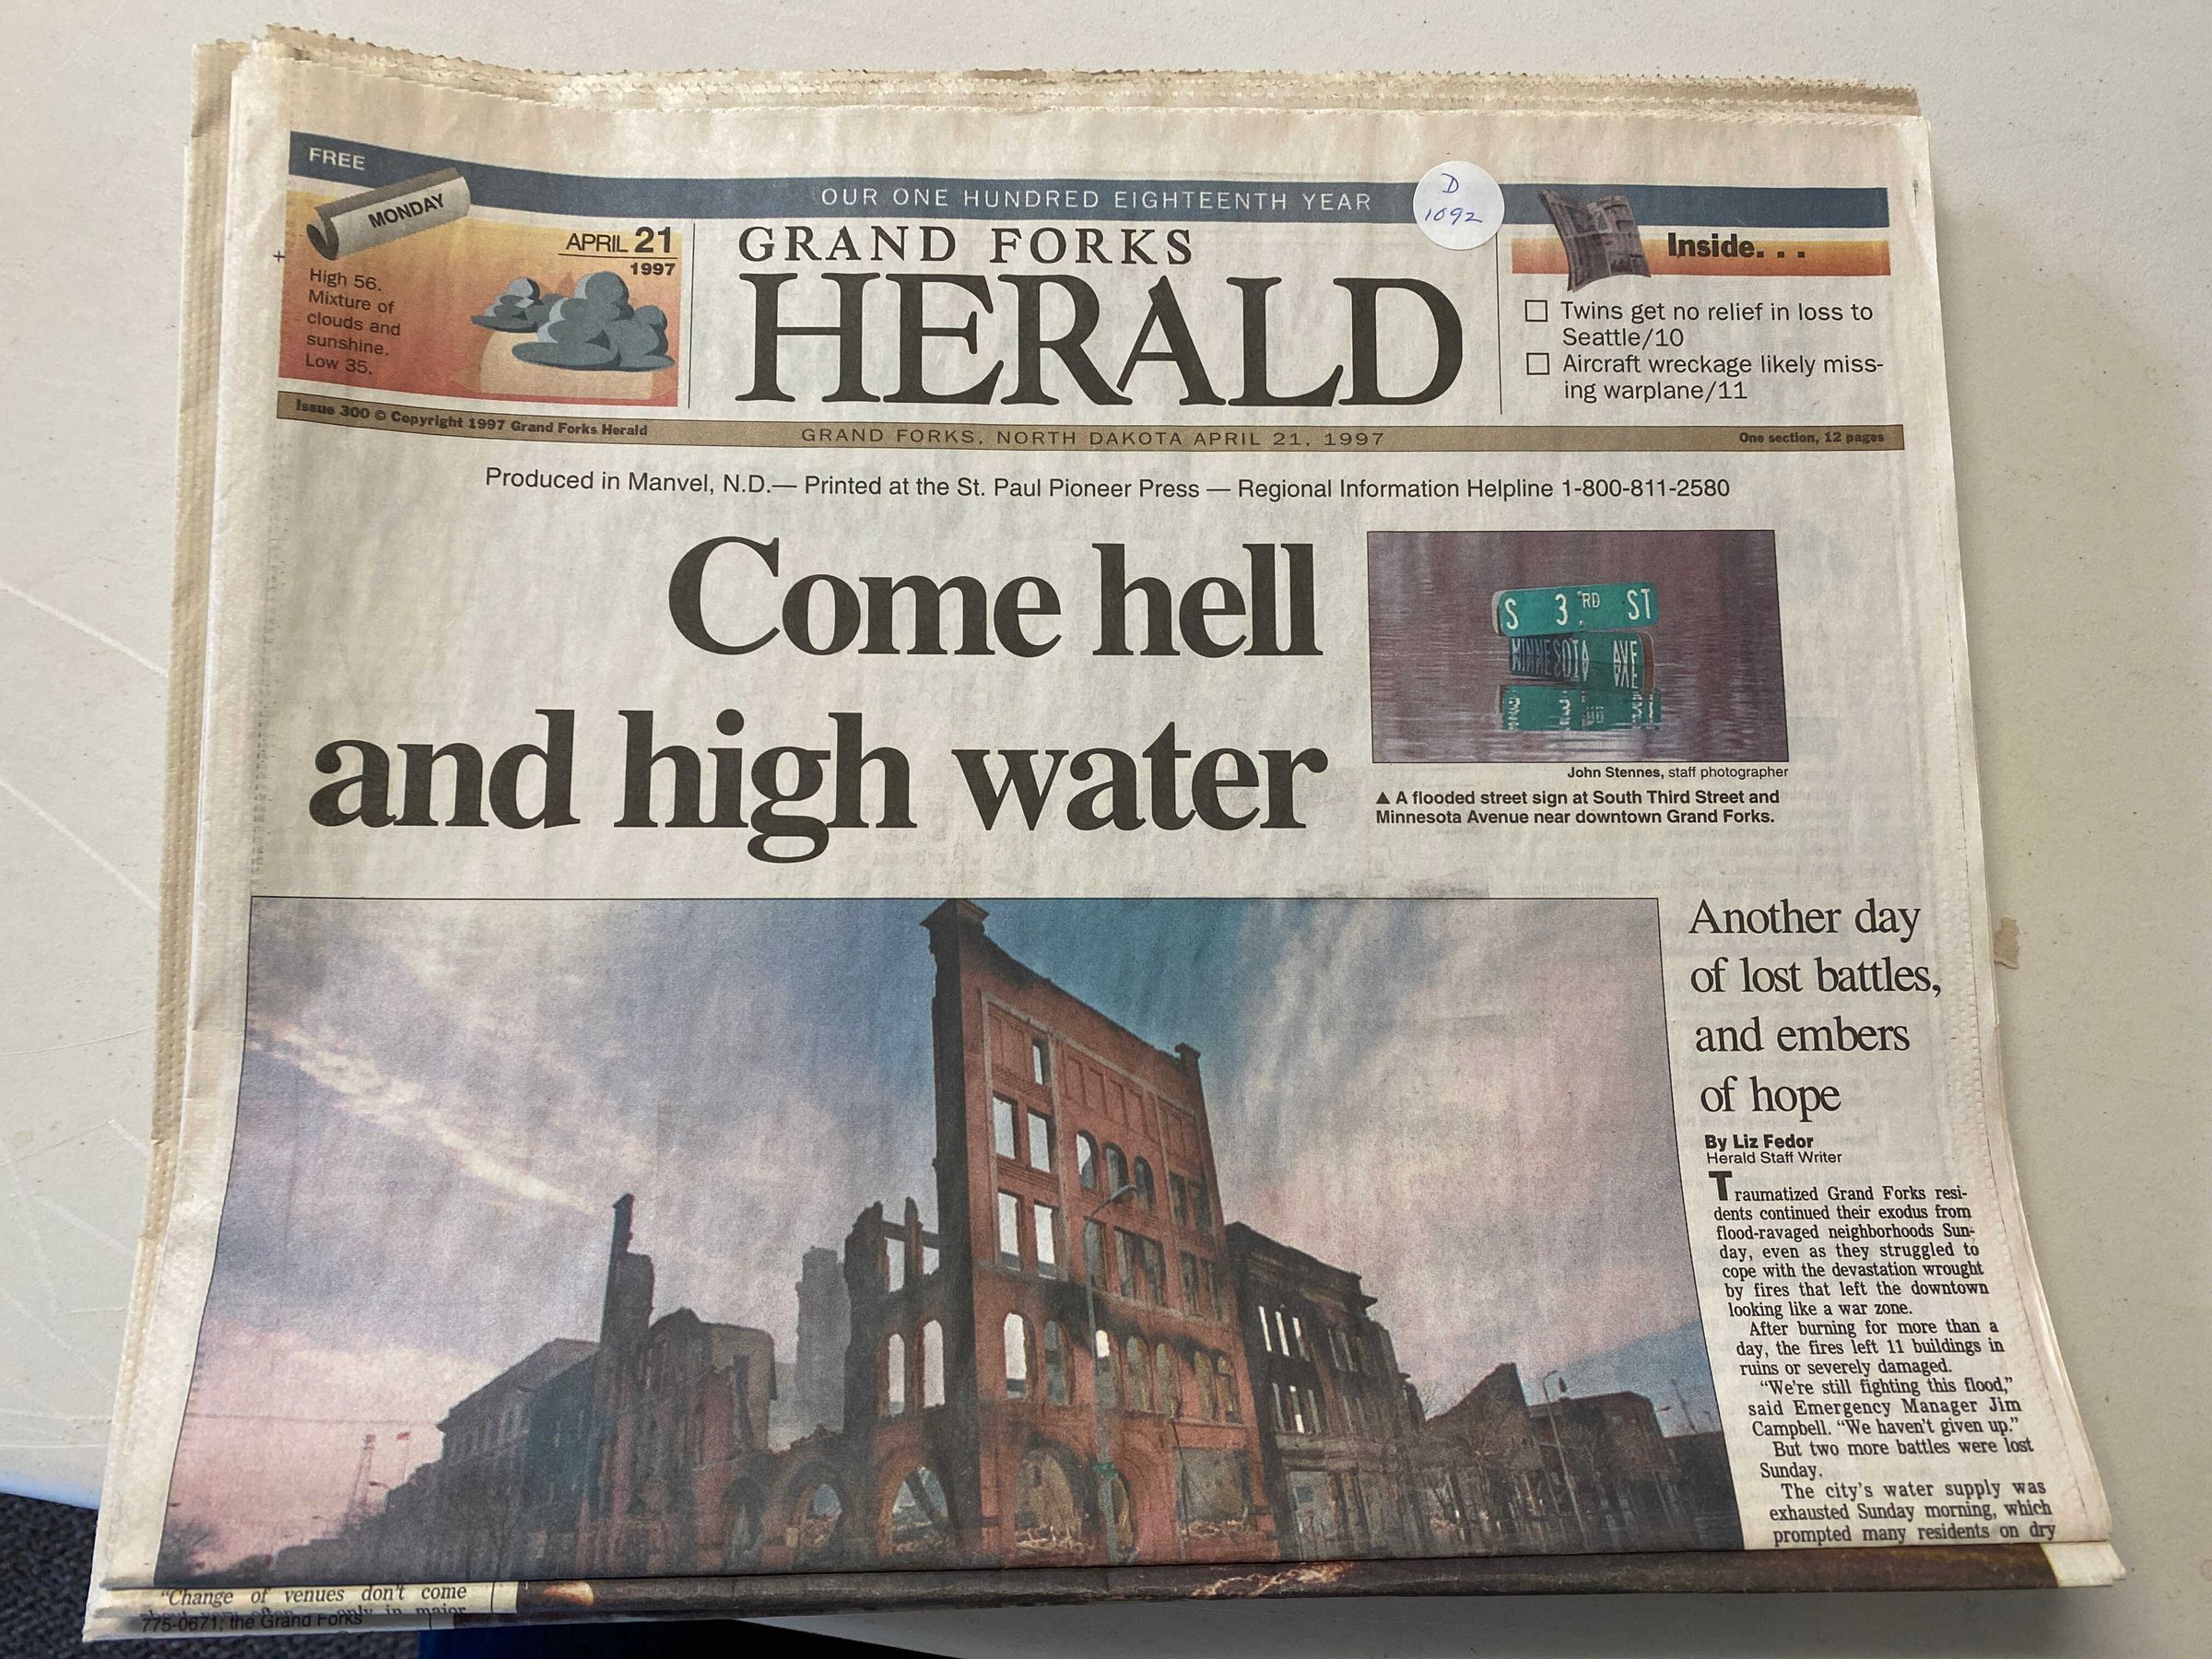 FREE
OUR ONE HUNDRED EIGHTEENTH YEAR
D
1092
MONDAY
APRIL 21
1997
High 56.
Mixture of
clouds and
sunshine.
Low 35.
GRAND FORKS
HERALD
Inside. . .
Twins get no relief in loss to
Seattle/10
Aircraft wreckage likely miss-
ing warplane/11
Issue 300 © Copyright 1997 Grand Forks Herald
GRAND FORKS, NORTH DAKOTA APRIL 21, 1997
One section, 12 pages
Produced in Manvel, N.D.— Printed at the St. Paul Pioneer Press — Regional Information Helpline 1-800-811-2580
Come hell
and high water
S 3RD ST
MINNESOTA AVE
John Stennes, staff photographer
▲ A flooded street sign at South Third Street and
Minnesota Avenue near downtown Grand Forks.
Another day
of lost battles,
and embers
of hope
By Liz Fedor
Herald Staff Writer
Traumatized Grand Forks resi-
dents continued their exodus from
flood-ravaged neighborhoods Sun-
day, even as they struggled to
cope with the devastation wrought
by fires that left the downtown
looking like a war zone.
After burning for more than a
day, the fires left 11 buildings in
ruins or severely damaged.
"We're still fighting this flood,"
said Emergency Manager Jim
Campbell. "We haven't given up."
But two more battles were lost
Sunday.
The city's water supply was
exhausted Sunday morning, which
prompted many residents on dry
"Change of venues don't come
only in major
775-0671; the Grand Forks